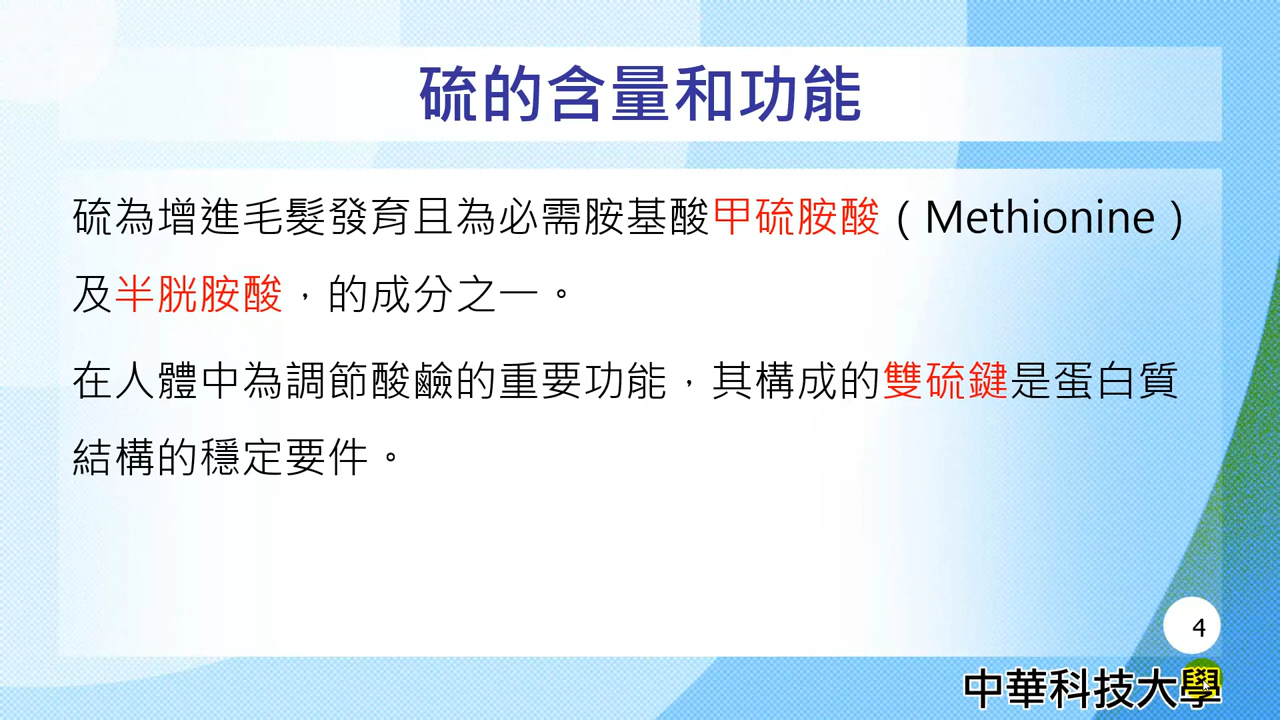 硫的含量和功能
硫為增進毛髮發育且為必需胺基酸甲硫胺酸（Methionine）
及半胱胺酸，的成分之一。
在人體中為調節酸鹼的重要功能，其構成的雙硫鍵是蛋白質
結構的穩定要件。
4
中華科技大學